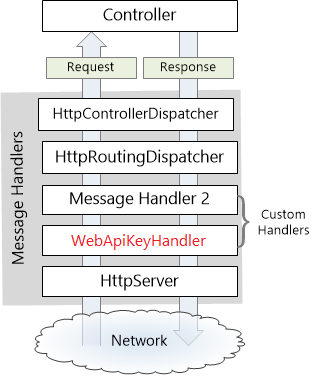 Controller
Request
Response
Message Handlers
HttpControllerDispatcher
HttpRoutingDispatcher
Message Handler 2
WebApiKeyHandler
Custom
Handlers
HttpServer
Network